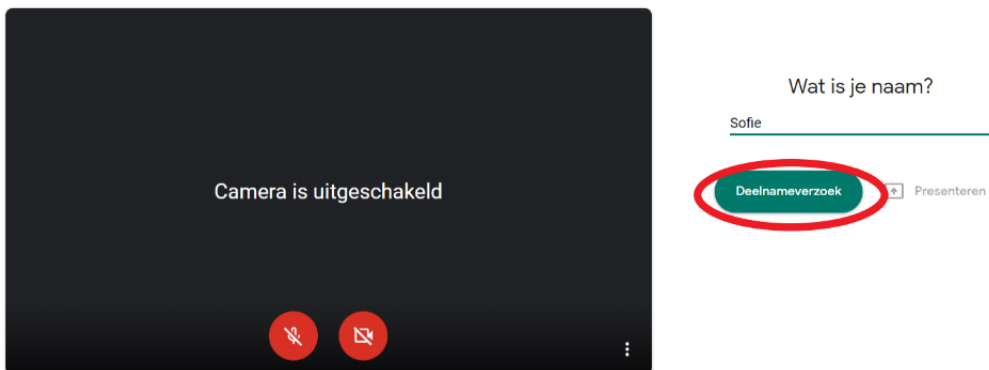 Camera is uitgeschakeld
Wat is je naam?
Sofie
Deelnameverzoek
Presenteren